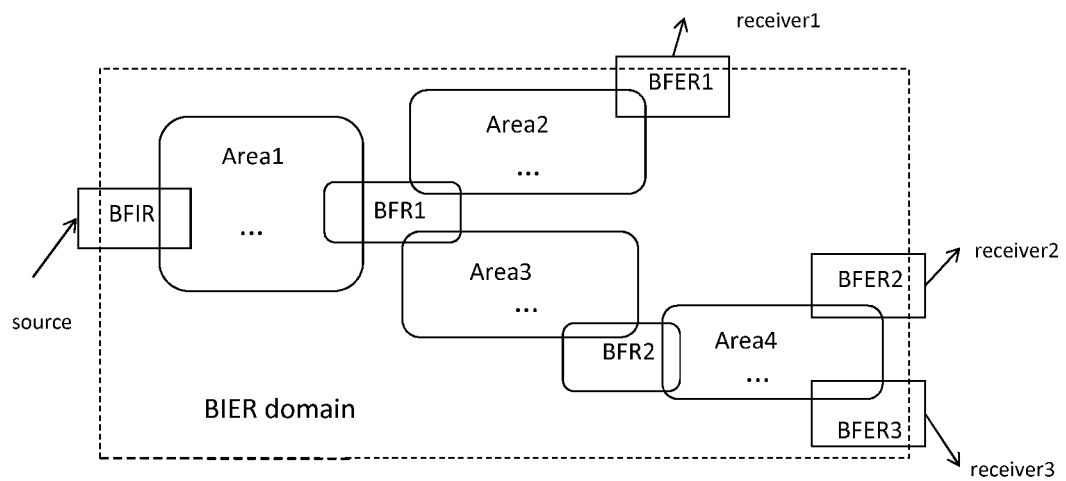 receiver1
BFER1
Area2
...
Area1
...
BFIR
BFR1
source
Area3
...
receiver2
BFER2
BFR2
Area4
...
BIER domain
BFER3
receiver3